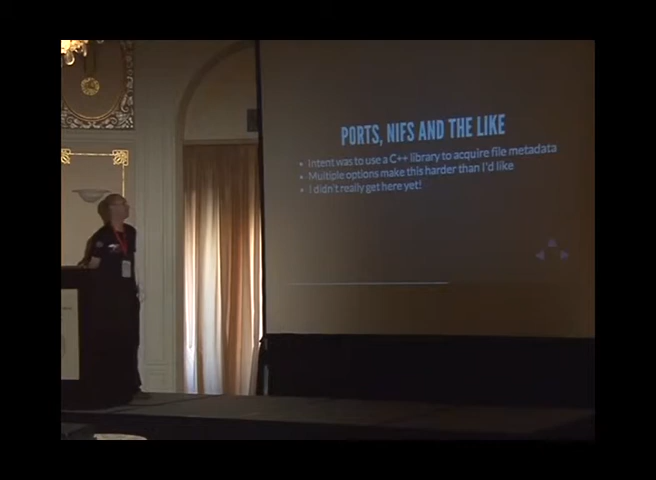 PORTS, NIFS AND THE LIKE
• Intent was to use a C++ library to acquire file metadata
• Multiple options make this harder than I'd like
• I didn't really get here yet!